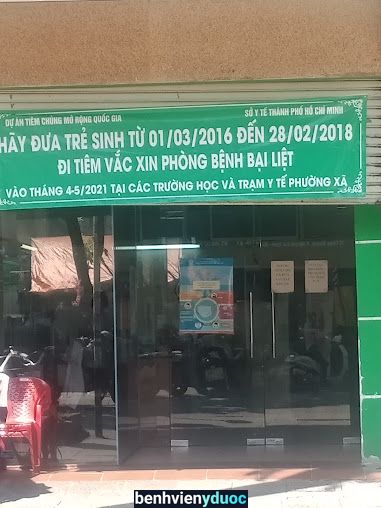 DỰ ÁN TIÊM CHỦNG MỞ RỘNG QUỐC GIA
SỞ Y TẾ THÀNH PHỐ HỒ CHÍ MINH
HÃY ĐƯA TRẺ SINH TỪ 01/03/2016 ĐẾN 28/02/2018
ĐI TIÊM VẮC XIN PHÒNG BỆNH BẠI LIỆT
VÀO THÁNG 4-5/2021 TẠI CÁC TRƯỜNG HỌC VÀ TRẠM Y TẾ PHƯỜNG XÃ
benhvienyduoc